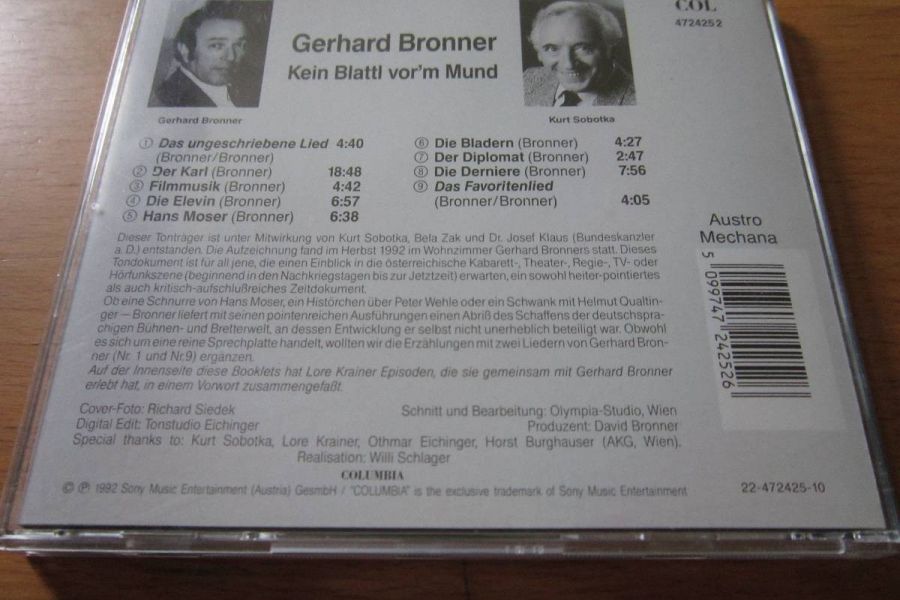 COL
472425 2
Gerhard Bronner
Kein Blattl vor'm Mund
Gerhard Bronner
Kurt Sobotka
① Das ungeschriebene Lied 4:40
(Bronner/Bronner)
② Der Karl (Bronner) 18:48
③ Filmmusik (Bronner) 4:42
④ Die Elevin (Bronner) 6:57
⑤ Hans Moser (Bronner) 6:38
⑥ Die Bladern (Bronner) 4:27
⑦ Der Diplomat (Bronner) 2:47
⑧ Die Derniere (Bronner) 7:56
⑨ Das Favoritenlied
(Bronner/Bronner) 4:05
Dieser Tonträger ist unter Mitwirkung von Kurt Sobotka, Bela Zak und Dr. Josef Klaus (Bundeskanzler
a. D.) entstanden. Die Aufzeichnung fand im Herbst 1992 im Wohnzimmer Gerhard Bronners statt. Dieses
Tondokument ist für all jene, die einen Einblick in die österreichische Kabarett-, Theater-, Regie-, TV- oder
Hörfunkszene (beginnend in den Nachkriegstagen bis zur Jetztzeit) erwarten, ein sowohl heiter-pointiertes
als auch kritisch-aufschlußreiches Zeitdokument.
Ob eine Schnurre von Hans Moser, ein Histörchen über Peter Wehle oder ein Schwank mit Helmut Qualtin-
ger – Bronner liefert mit seinen pointenreichen Ausführungen einen Abriß des Schaffens der deutschspra-
chigen Bühnen- und Bretterwelt, an dessen Entwicklung er selbst nicht unerheblich beteiligt war. Obwohl
es sich um eine reine Sprechplatte handelt, wollten wir die Erzählungen mit zwei Liedern von Gerhard Bron-
ner (Nr. 1 und Nr.9) ergänzen.
Auf der Innenseite diese Booklets hat Lore Krainer Episoden, die sie gemeinsam mit Gerhard Bronner
erlebt hat, in einem Vorwort zusammengefaßt.
Cover-Foto: Richard Siedek
Schnitt und Bearbeitung: Olympia-Studio, Wien
Digital Edit: Tonstudio Eichinger
Produzent: David Bronner
Special thanks to: Kurt Sobotka, Lore Krainer, Othmar Eichinger, Horst Burghauser (AKG, Wien).
Realisation: Willi Schlager
COLUMBIA
© ℗ 1992 Sony Music Entertainment (Austria) GesmbH / "COLUMBIA" is the exclusive trademark of Sony Music Entertainment
22-472425-10
Austro
Mechana
5 099747 242526